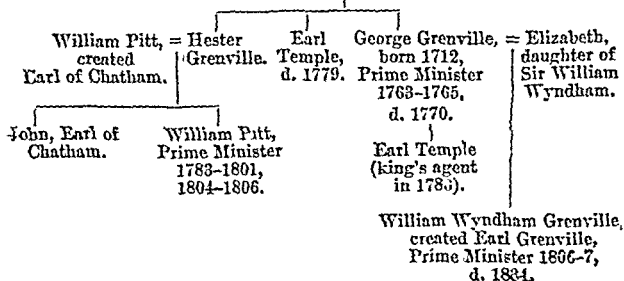 William Pitt, = Hester Earl George Grenville, = Elizabeth,
created Grenville. Temple, born 1712, daughter of
Earl of Chatham. d. 1779. Prime Minister Sir William
1763-1765, Wyndham.
d. 1770.
John, Earl of William Pitt,
Chatham. Prime Minister Earl Temple
1783-1801, (king's agent
1804-1806. in 1783).
William Wyndham Grenville,
created Earl Grenville,
Prime Minister 1806-7,
d. 1834.